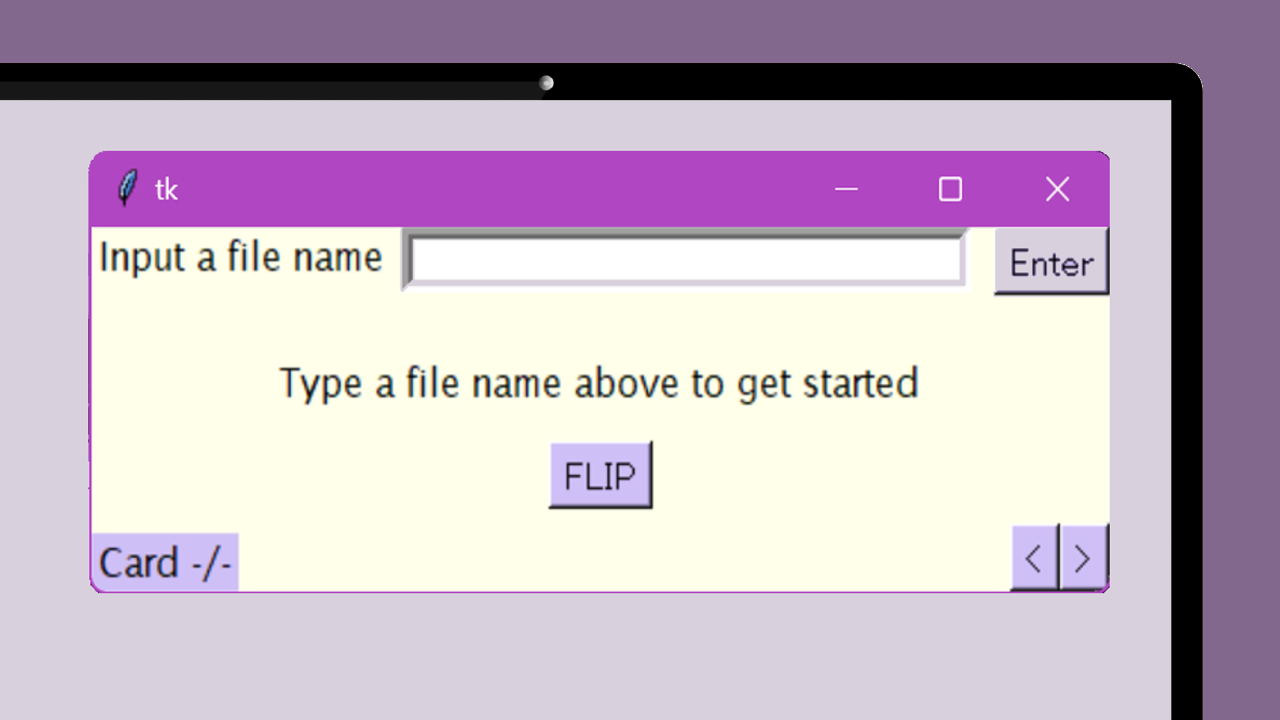 tk
Input a file name
Enter
Type a file name above to get started
FLIP
Card -/-
< >